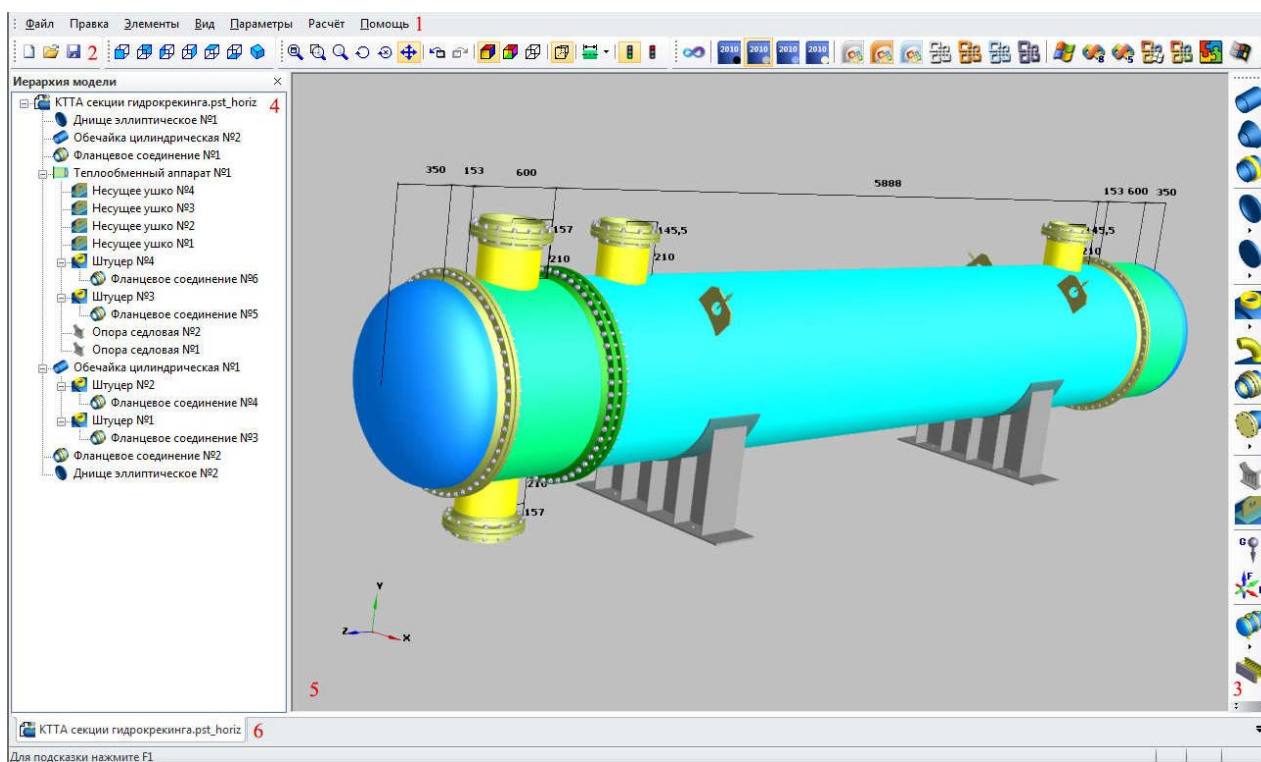 Файл Правка Элементы Вид Параметры Расчёт Помощь 1
2 2010 2010 2010 2010
Иерархия модели
КТТА секции гидрокрекинга.pst_horiz 4
Днище эллиптическое №1
Обечайка цилиндрическая №2
Фланцевое соединение №1
Теплообменный аппарат №1
Несущее ушко №4
Несущее ушко №3
Несущее ушко №2
Несущее ушко №1
Штуцер №4
Фланцевое соединение №6
Штуцер №3
Фланцевое соединение №5
Опора седловая №2
Опора седловая №1
Обечайка цилиндрическая №1
Штуцер №2
Фланцевое соединение №4
Штуцер №1
Фланцевое соединение №3
Фланцевое соединение №2
Днище эллиптическое №2
350 153 600 5888 153 600 350
157 145,5 145,5
210 210 210
210
157
Y
Z X
5
G
F
3
КТТА секции гидрокрекинга.pst_horiz 6
Для подсказки нажмите F1